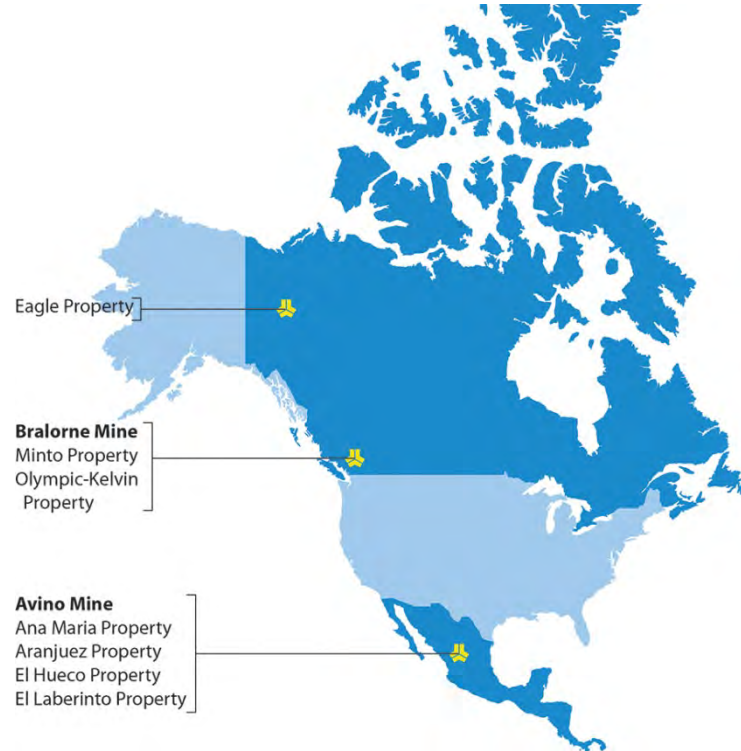 Eagle Property
Bralorne Mine
Minto Property
Olympic-Kelvin
Property
Avino Mine
Ana Maria Property
Aranjuez Property
El Hueco Property
El Laberinto Property